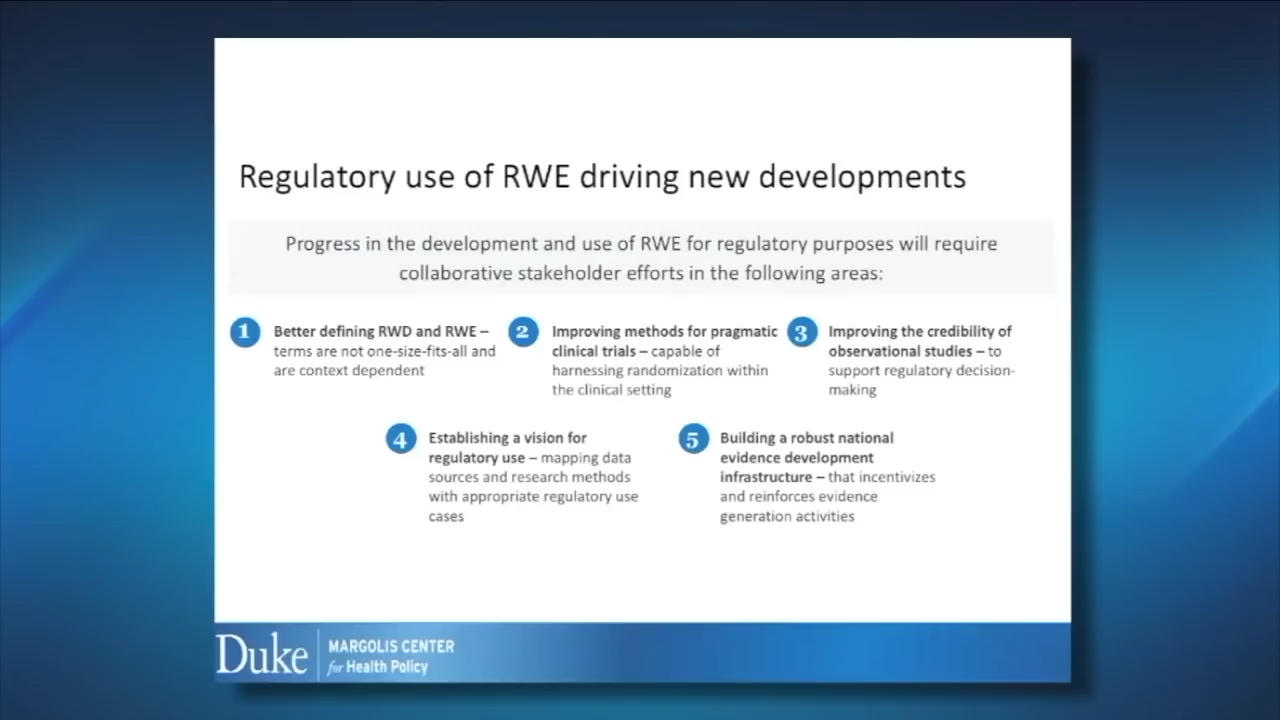 Regulatory use of RWE driving new developments
Progress in the development and use of RWE for regulatory purposes will require
collaborative stakeholder efforts in the following areas:
1
Better defining RWD and RWE –
terms are not one-size-fits-all and
are context dependent
2
Improving methods for pragmatic
clinical trials – capable of
harnessing randomization within
the clinical setting
3
Improving the credibility of
observational studies – to
support regulatory decision-
making
4
Establishing a vision for
regulatory use – mapping data
sources and research methods
with appropriate regulatory use
cases
5
Building a robust national
evidence development
infrastructure – that incentivizes
and reinforces evidence
generation activities
Duke
MARGOLIS CENTER
for Health Policy